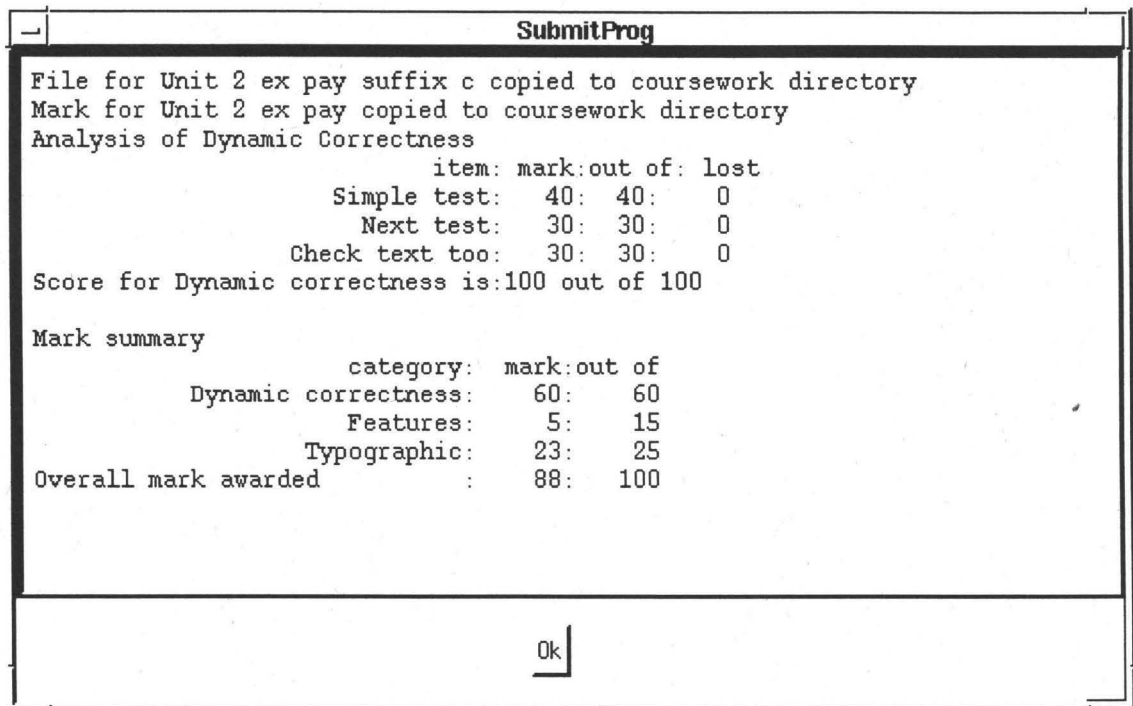 SubmitProg
File for Unit 2 ex pay suffix c copied to coursework directory
Mark for Unit 2 ex pay copied to coursework directory
Analysis of Dynamic Correctness
item: mark:out of: lost
Simple test: 40: 40: 0
Next test: 30: 30: 0
Check text too: 30: 30: 0
Score for Dynamic correctness is:100 out of 100
Mark summary
category: mark:out of
Dynamic correctness: 60: 60
Features: 5: 15
Typographic: 23: 25
Overall mark awarded : 88: 100
Ok